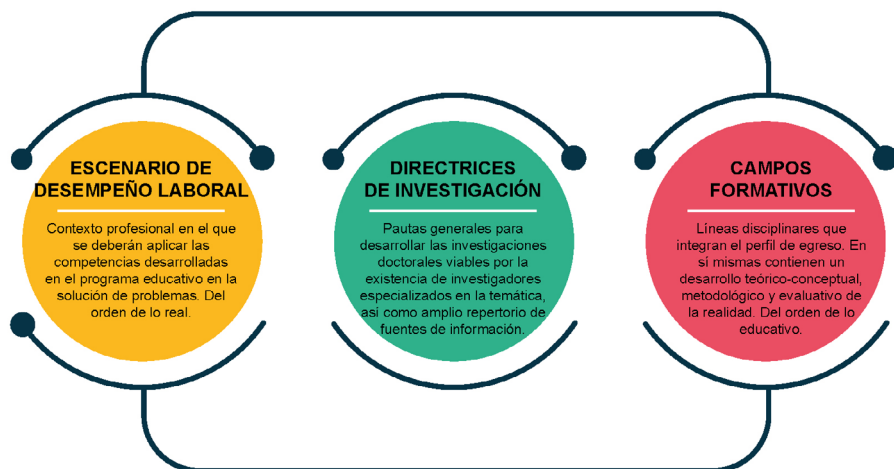 ESCENARIO DE
DESEMPEÑO LABORAL
Contexto profesional en el que
se deberán aplicar las
competencias desarrolladas
en el programa educativo en la
solución de problemas. Del
orden de lo real.
DIRECTRICES
DE INVESTIGACIÓN
Pautas generales para
desarrollar las investigaciones
doctorales viables por la
existencia de investigadores
especializados en la temática,
así como amplio repertorio de
fuentes de información.
CAMPOS
FORMATIVOS
Líneas disciplinares que
integran el perfil de egreso. En
sí mismas contienen un
desarrollo teórico-conceptual,
metodológico y evaluativo de
la realidad. Del orden de lo
educativo.